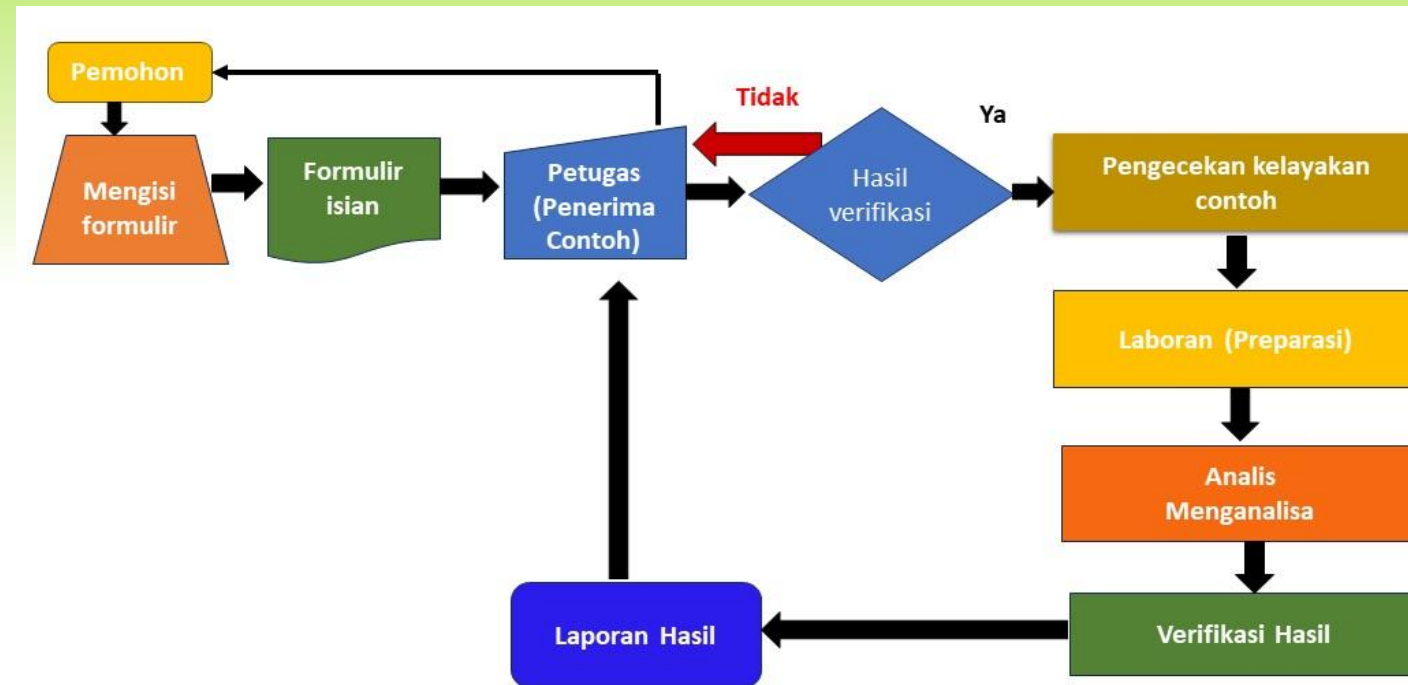 Pemohon
Mengisi
formulir
Formulir
isian
Petugas
(Penerima
Contoh)
Tidak
Hasil
verifikasi
Ya
Pengecekan kelayakan
contoh
Laboran (Preparasi)
Analis
Menganalisa
Verifikasi Hasil
Laporan Hasil